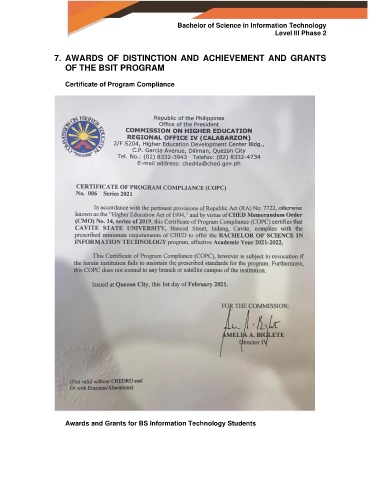 Bachelor of Science in Information Technology
Level III Phase 2
7. AWARDS OF DISTINCTION AND ACHIEVEMENT AND GRANTS
OF THE BSIT PROGRAM
Certificate of Program Compliance
Republic of the Philippines
Office of the President
COMMISSION ON HIGHER EDUCATION
REGIONAL OFFICE IV (CALABARZON)
2/F 5204, Higher Education Development Center Bldg.,
C.P. Garcia Avenue, Diliman, Quezon City
Tel. No.: (02) 8332-3943 Telefax: (02) 8332-4734
E-mail address: ched4a@ched.gov.ph
CERTIFICATE OF PROGRAM COMPLIANCE (COPC)
No. 006 Series 2021
In accordance with the pertinent provisions of Republic Act (RA) No. 7722, otherwise
known as the "Higher Education Act of 1994," and by virtue of CHED Memorandum Order
(CMO) No. 14, series of 2019, this Certificate of Program Compliance (COPC) certifies that
CAVITE STATE UNIVERSITY, Bancod Street, Indang, Cavite, complies with the
prescribed minimum requirements of CHED to offer the BACHELOR OF SCIENCE IN
INFORMATION TECHNOLOGY program, effective Academic Year 2021-2022.
This Certificate of Program Compliance (COPC), however is subject to revocation if
the herein institution fails to maintain the prescribed standards for the program. Furthermore,
this COPC does not extend to any branch or satellite campus of the institution.
Issued at Quezon City, this 1st day of February 2021.
FOR THE COMMISSION:
AMELIA A. BIGLETE
Director IV
(Not valid without CHEDRO seal
Or with Erasures/Alterations)
Awards and Grants for BS Information Technology Students